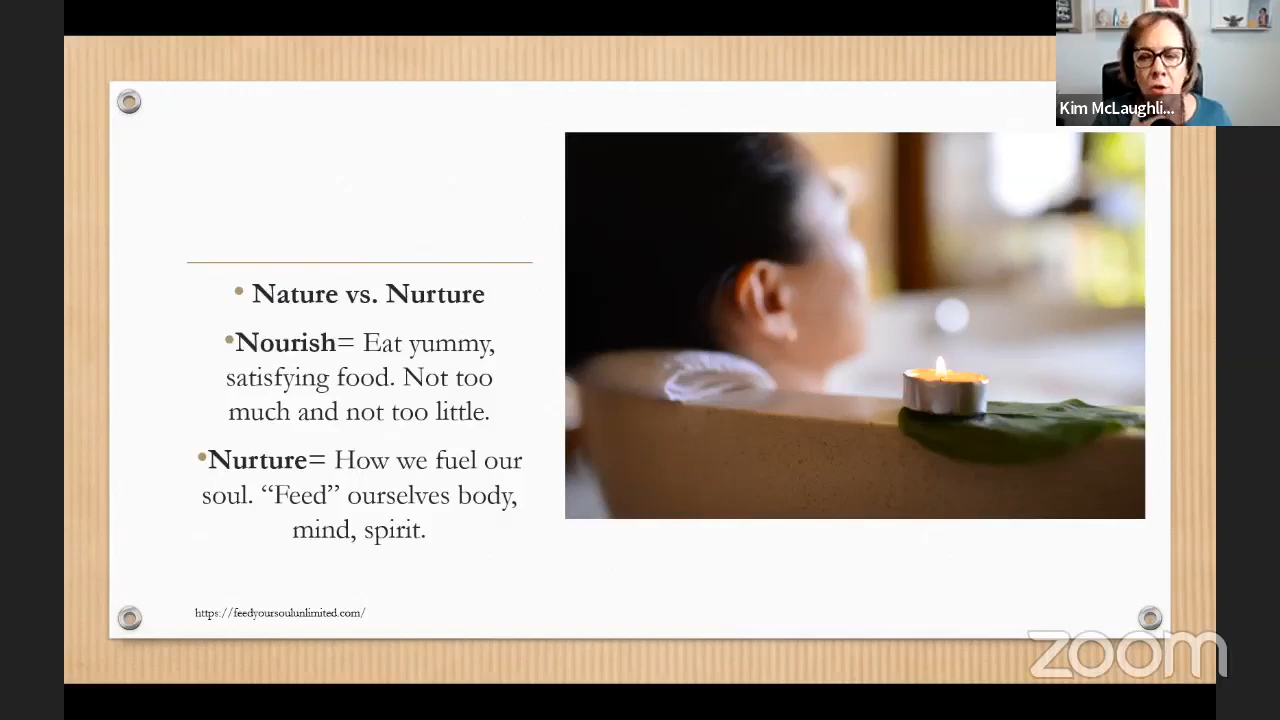 Kim McLaughli...
• Nature vs. Nurture
•Nourish= Eat yummy,
satisfying food. Not too
much and not too little.
•Nurture= How we fuel our
soul. “Feed” ourselves body,
mind, spirit.
https://feedyoursoulunlimited.com/
zoom